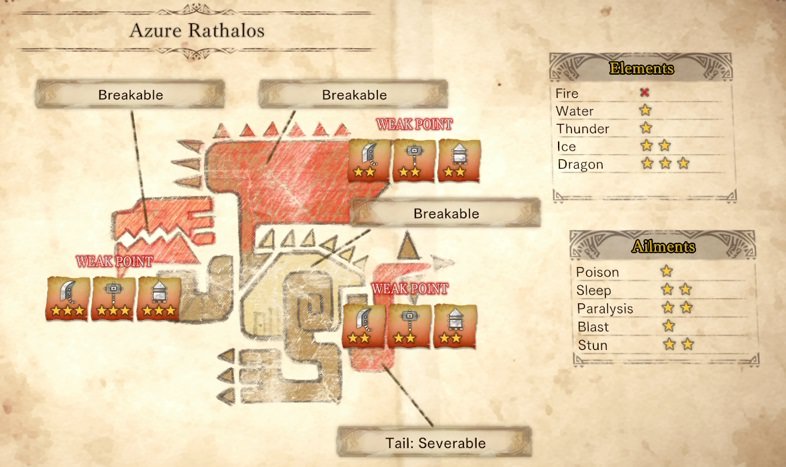 Azure Rathalos
Breakable
Breakable
WEAK POINT
Breakable
WEAK POINT
WEAK POINT
Tail: Severable
Elements
Fire
Water
Thunder
Ice
Dragon
Ailments
Poison
Sleep
Paralysis
Blast
Stun